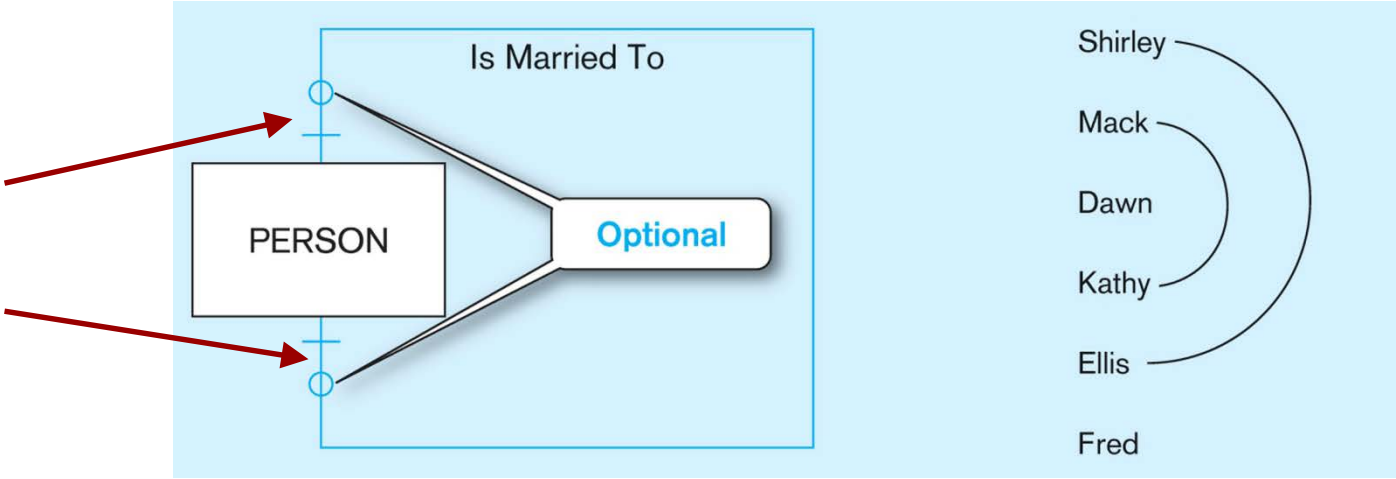 Is Married To
PERSON
Optional
Shirley
Mack
Dawn
Kathy
Ellis
Fred